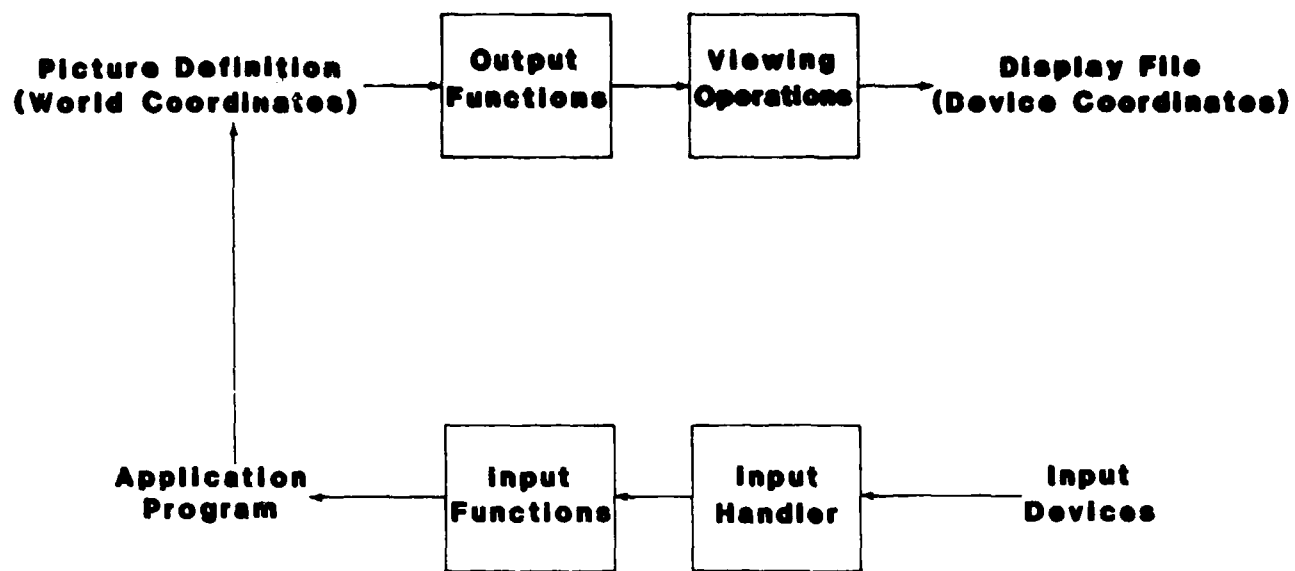 Picture Definition
(World Coordinates)
Output
Functions
Viewing
Operations
Display File
(Device Coordinates)
Application
Program
Input
Functions
Input
Handler
Input
Devices